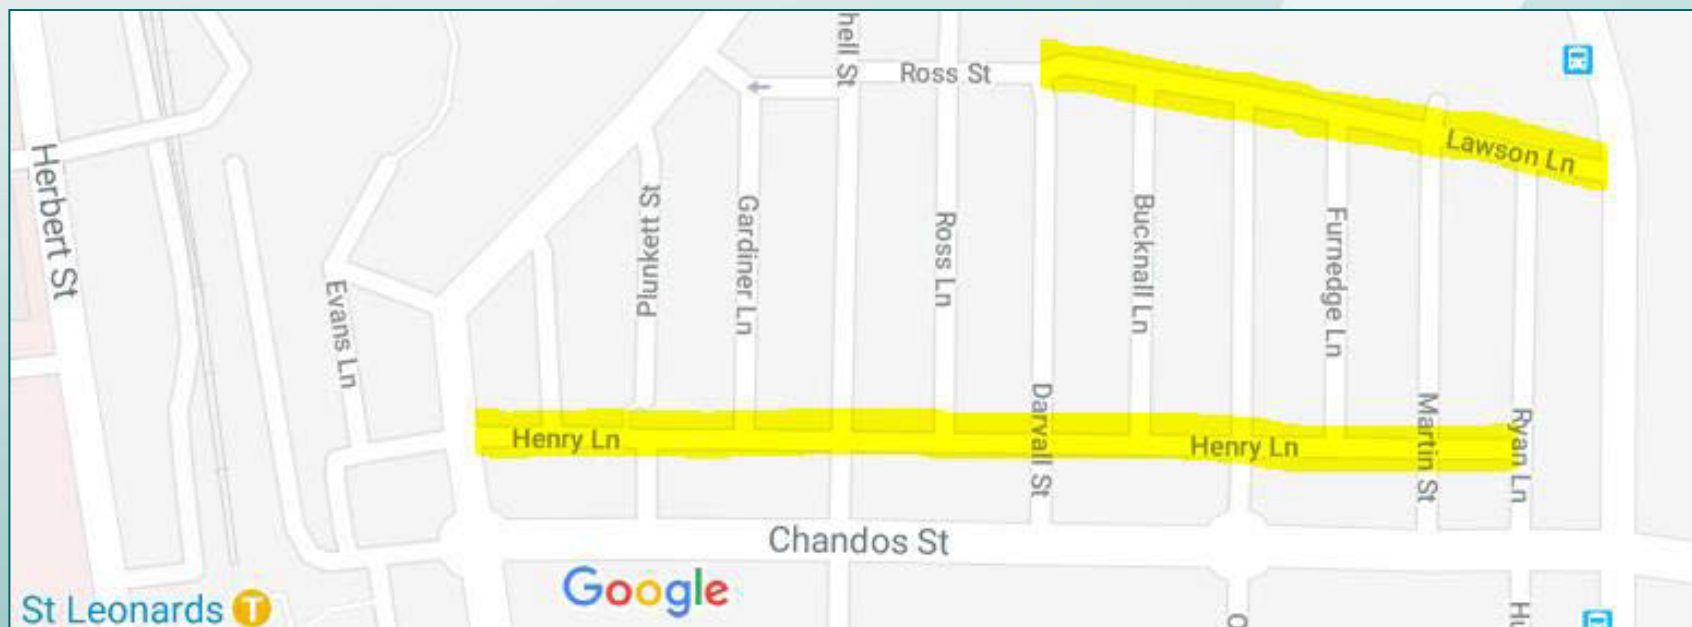 Ross St
Lawson Ln
Herbert St
Plunkett St
Gardiner Ln
Ross Ln
Bucknall Ln
Furnedge Ln
Evans Ln
Darvall St
Martin St
Ryan Ln
Henry Ln
Henry Ln
Chandos St
Google
St Leonards T